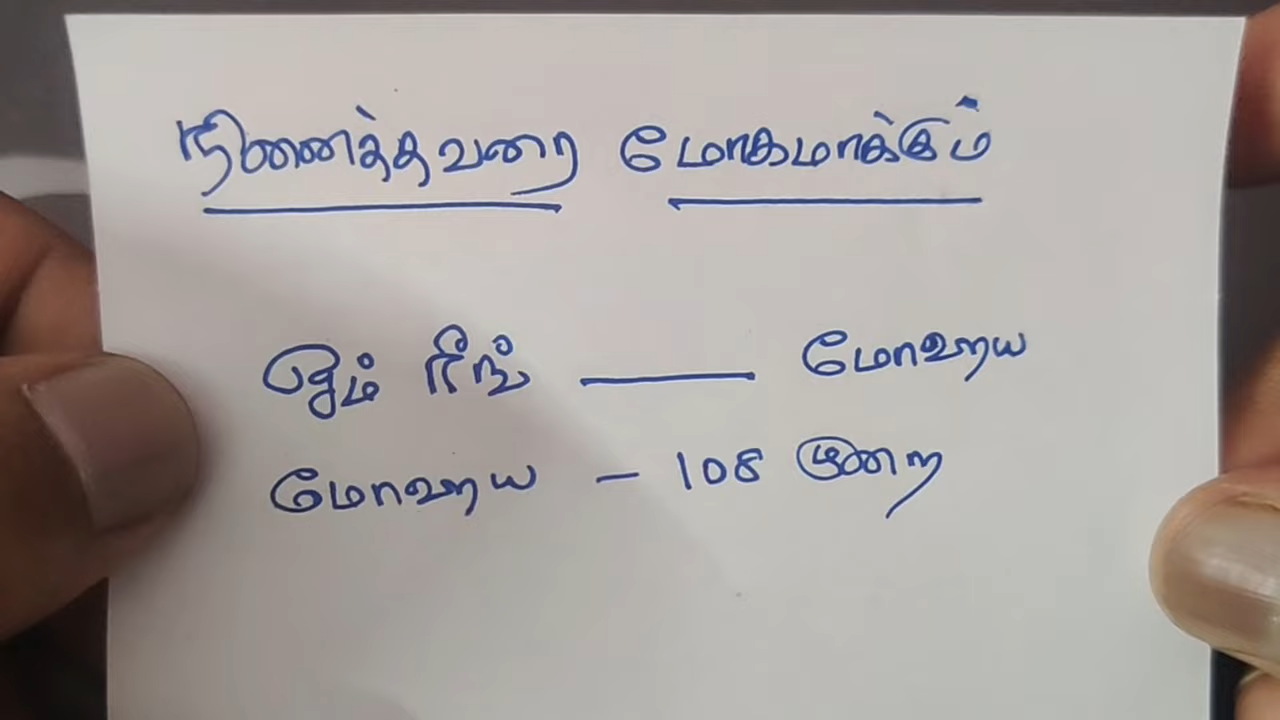 நினைத்தவரை மோகமாக்கும்
ஓம் ரீங் ——— மோஹய
மோஹய – 108 முறை